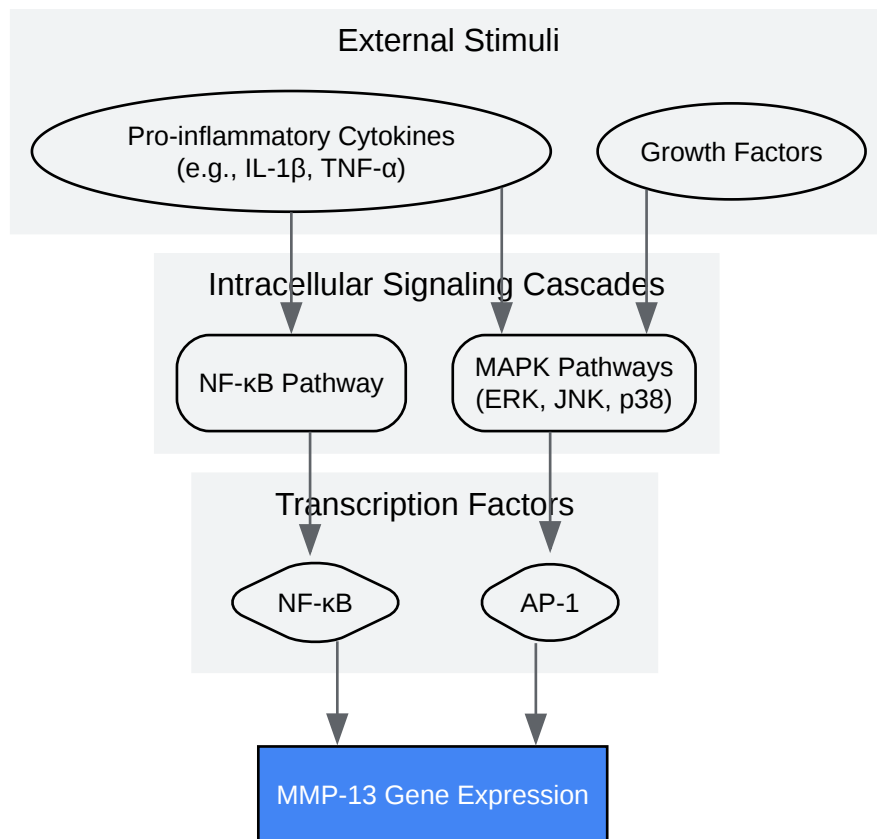 External Stimuli
Pro-inflammatory Cytokines
(e.g., IL-1β, TNF-α)
Growth Factors
Intracellular Signaling Cascades
NF-κB Pathway
MAPK Pathways
(ERK, JNK, p38)
Transcription Factors
NF-κB
AP-1
MMP-13 Gene Expression